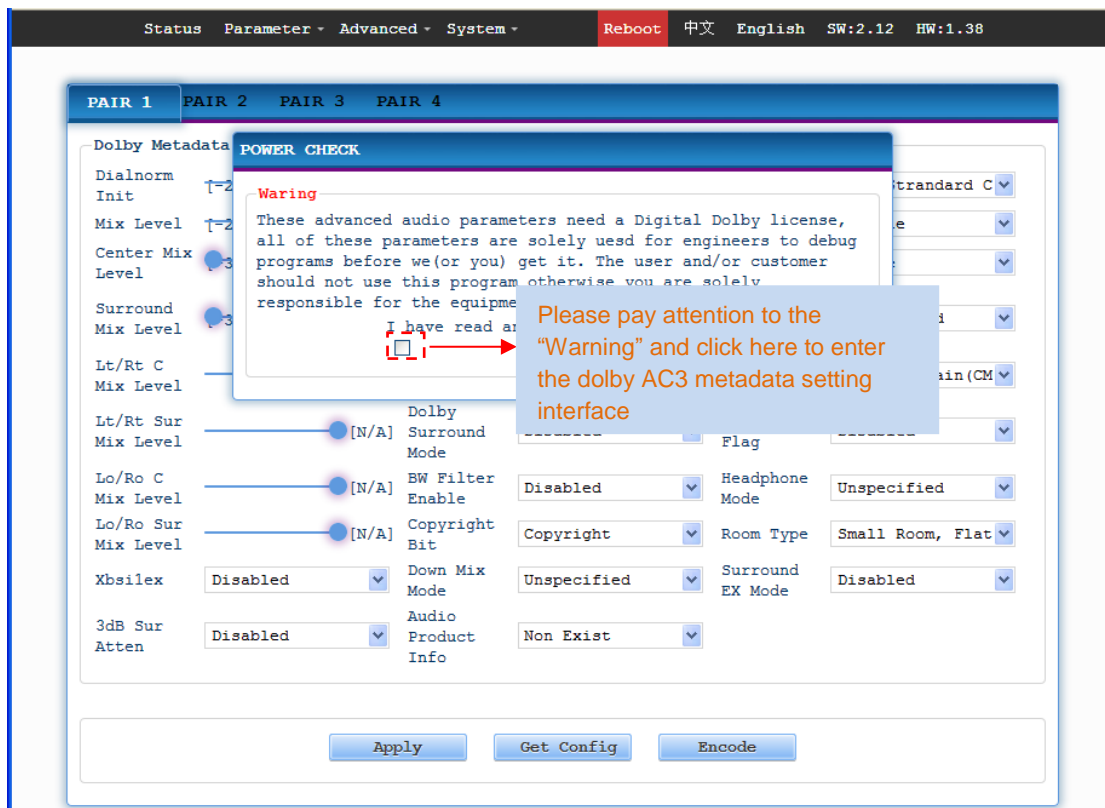 Status Parameter Advanced System Reboot 中文 English SW:2.12 HW:1.38
PAIR 1 PAIR 2 PAIR 3 PAIR 4
Dolby Metadata
POWER CHECK
Waring
These advanced audio parameters need a Digital Dolby license,
all of these parameters are solely uesd for engineers to debug
programs before we(or you) get it. The user and/or customer
should not use this program otherwise you are solely
responsible for the
I have read
Please pay attention to the
“Warning” and click here to enter
the dolby AC3 metadata setting
interface
Dialnorm
Init
[-2
Strandard C
Mix Level
[-2
Center Mix
Level
[-3
Surround
Mix Level
[-3
Lt/Rt C
Mix Level
(CM
Lt/Rt Sur
Mix Level
[N/A]
Dolby
Surround
Mode
Disabled
Flag
Disabled
Lo/Ro C
Mix Level
[N/A]
BW Filter
Enable
Disabled
Headphone
Mode
Unspecified
Lo/Ro Sur
Mix Level
[N/A]
Copyright
Bit
Copyright
Room Type
Small Room, Flat
Xbsilex
Disabled
Down Mix
Mode
Unspecified
Surround
EX Mode
Disabled
3dB Sur
Atten
Disabled
Audio
Product
Info
Non Exist
Apply Get Config Encode